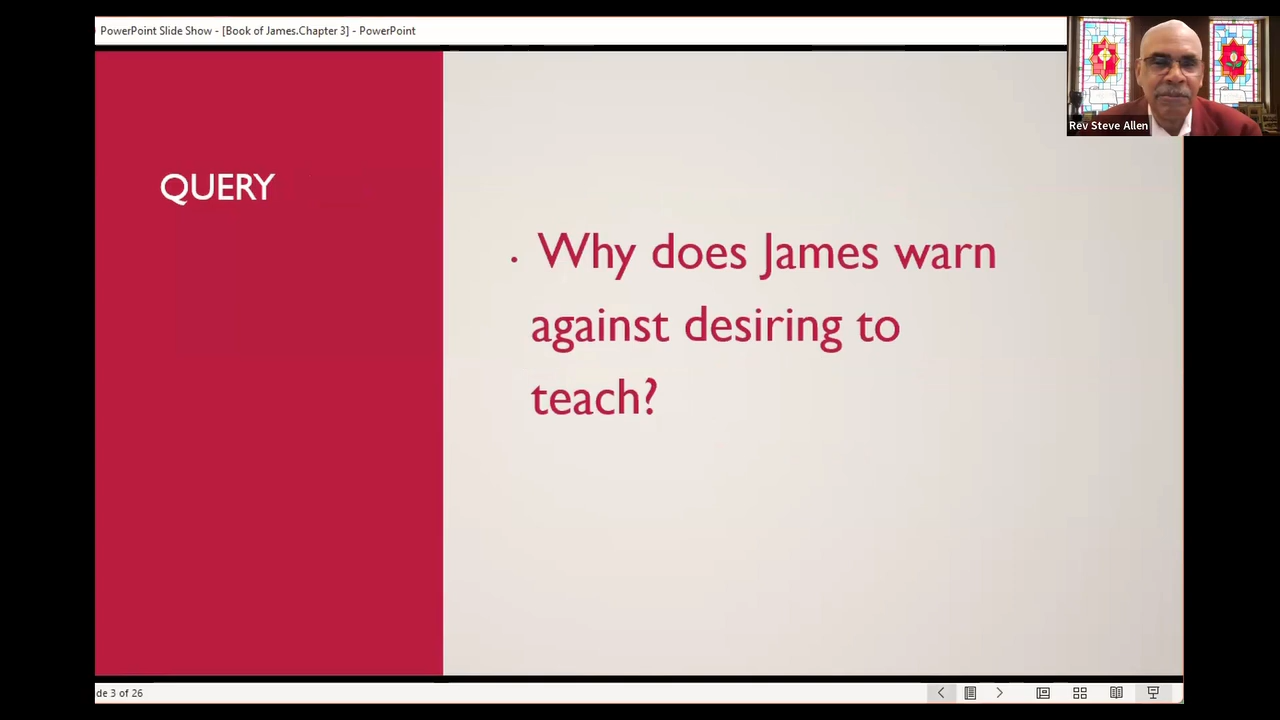 PowerPoint Slide Show - [Book of James.Chapter 3] - PowerPoint
Rev Steve Allen
QUERY
• Why does James warn
against desiring to
teach?
de 3 of 26